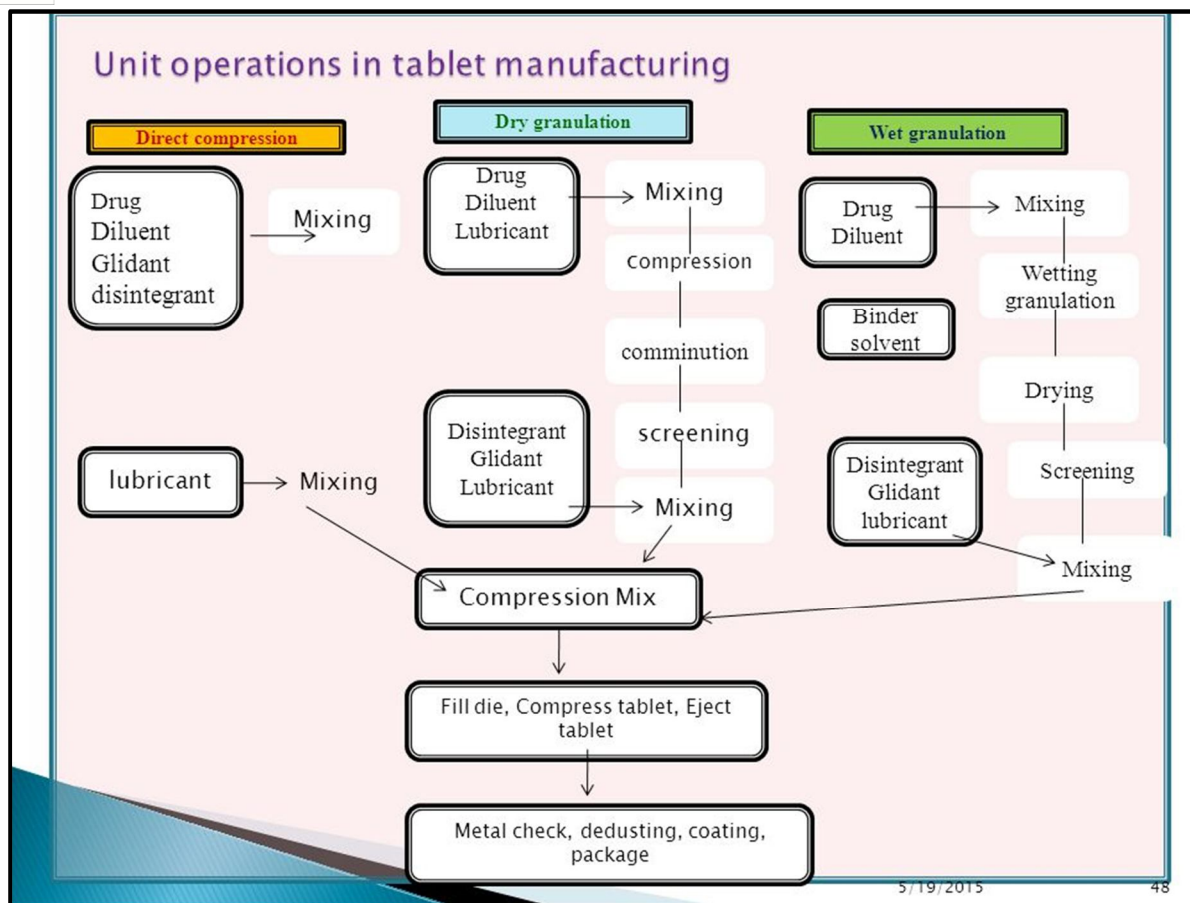 Unit operations in tablet manufacturing
Direct compression
Drug
Diluent
Glidant
disintegrant
Mixing
lubricant
Mixing
Dry granulation
Drug
Diluent
Lubricant
Mixing
compression
comminution
screening
Disintegrant
Glidant
Lubricant
Mixing
Wet granulation
Drug
Diluent
Mixing
Wetting
granulation
Binder
solvent
Drying
Screening
Disintegrant
Glidant
lubricant
Mixing
Compression Mix
Fill die, Compress tablet, Eject
tablet
Metal check, dedusting, coating,
package
5/19/2015
48